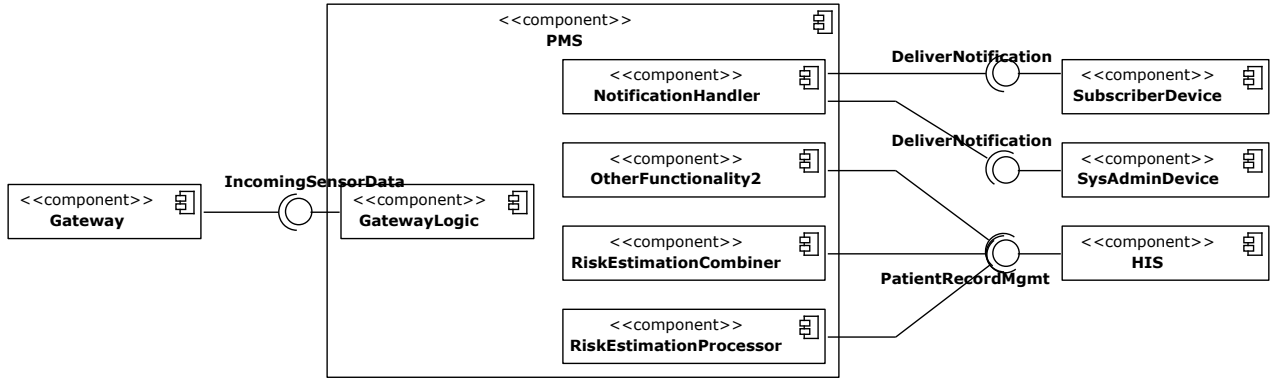 <<component>>
PMS
<<component>>
NotificationHandler
DeliverNotification
<<component>>
SubscriberDevice
<<component>>
OtherFunctionality2
DeliverNotification
<<component>>
SysAdminDevice
<<component>>
Gateway
IncomingSensorData
<<component>>
GatewayLogic
<<component>>
RiskEstimationCombiner
PatientRecordMgmt
<<component>>
HIS
<<component>>
RiskEstimationProcessor